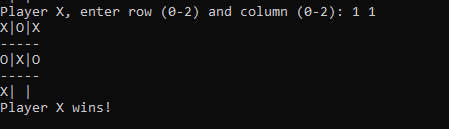 Player X, enter row (0-2) and column (0-2): 1 1
X|O|X
-----
O|X|O
-----
X| |
Player X wins!